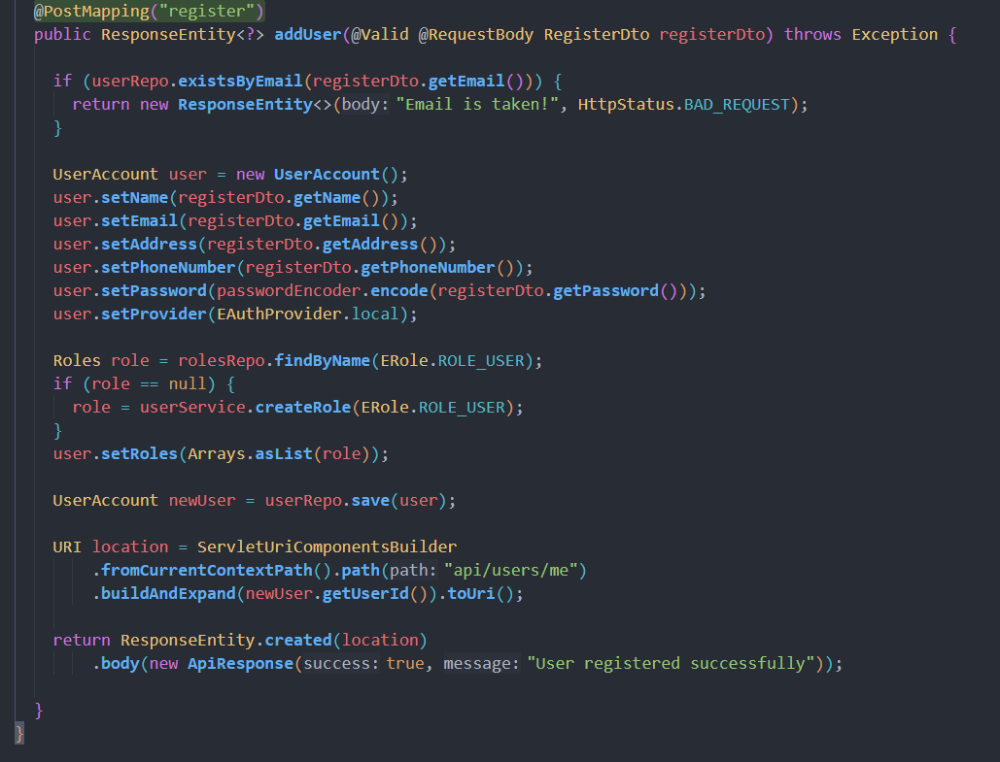 @PostMapping("register")
public ResponseEntity<?> addUser(@Valid @RequestBody RegisterDto registerDto) throws Exception {
if (userRepo.existsByEmail(registerDto.getEmail())) {
return new ResponseEntity<>(body: "Email is taken!", HttpStatus.BAD_REQUEST);
}
UserAccount user = new UserAccount();
user.setName(registerDto.getName());
user.setEmail(registerDto.getEmail());
user.setAddress(registerDto.getAddress());
user.setPhoneNumber(registerDto.getPhoneNumber());
user.setPassword(passwordEncoder.encode(registerDto.getPassword()));
user.setProvider(EAuthProvider.local);
Roles role = rolesRepo.findByName(ERole.ROLE_USER);
if (role == null) {
role = userService.createRole(ERole.ROLE_USER);
}
user.setRoles(Arrays.asList(role));
UserAccount newUser = userRepo.save(user);
URI location = ServletUriComponentsBuilder
.fromCurrentContextPath().path(path: "api/users/me")
.buildAndExpand(newUser.getUserId()).toUri();
return ResponseEntity.created(location)
.body(new ApiResponse(success: true, message: "User registered successfully"));
}
}